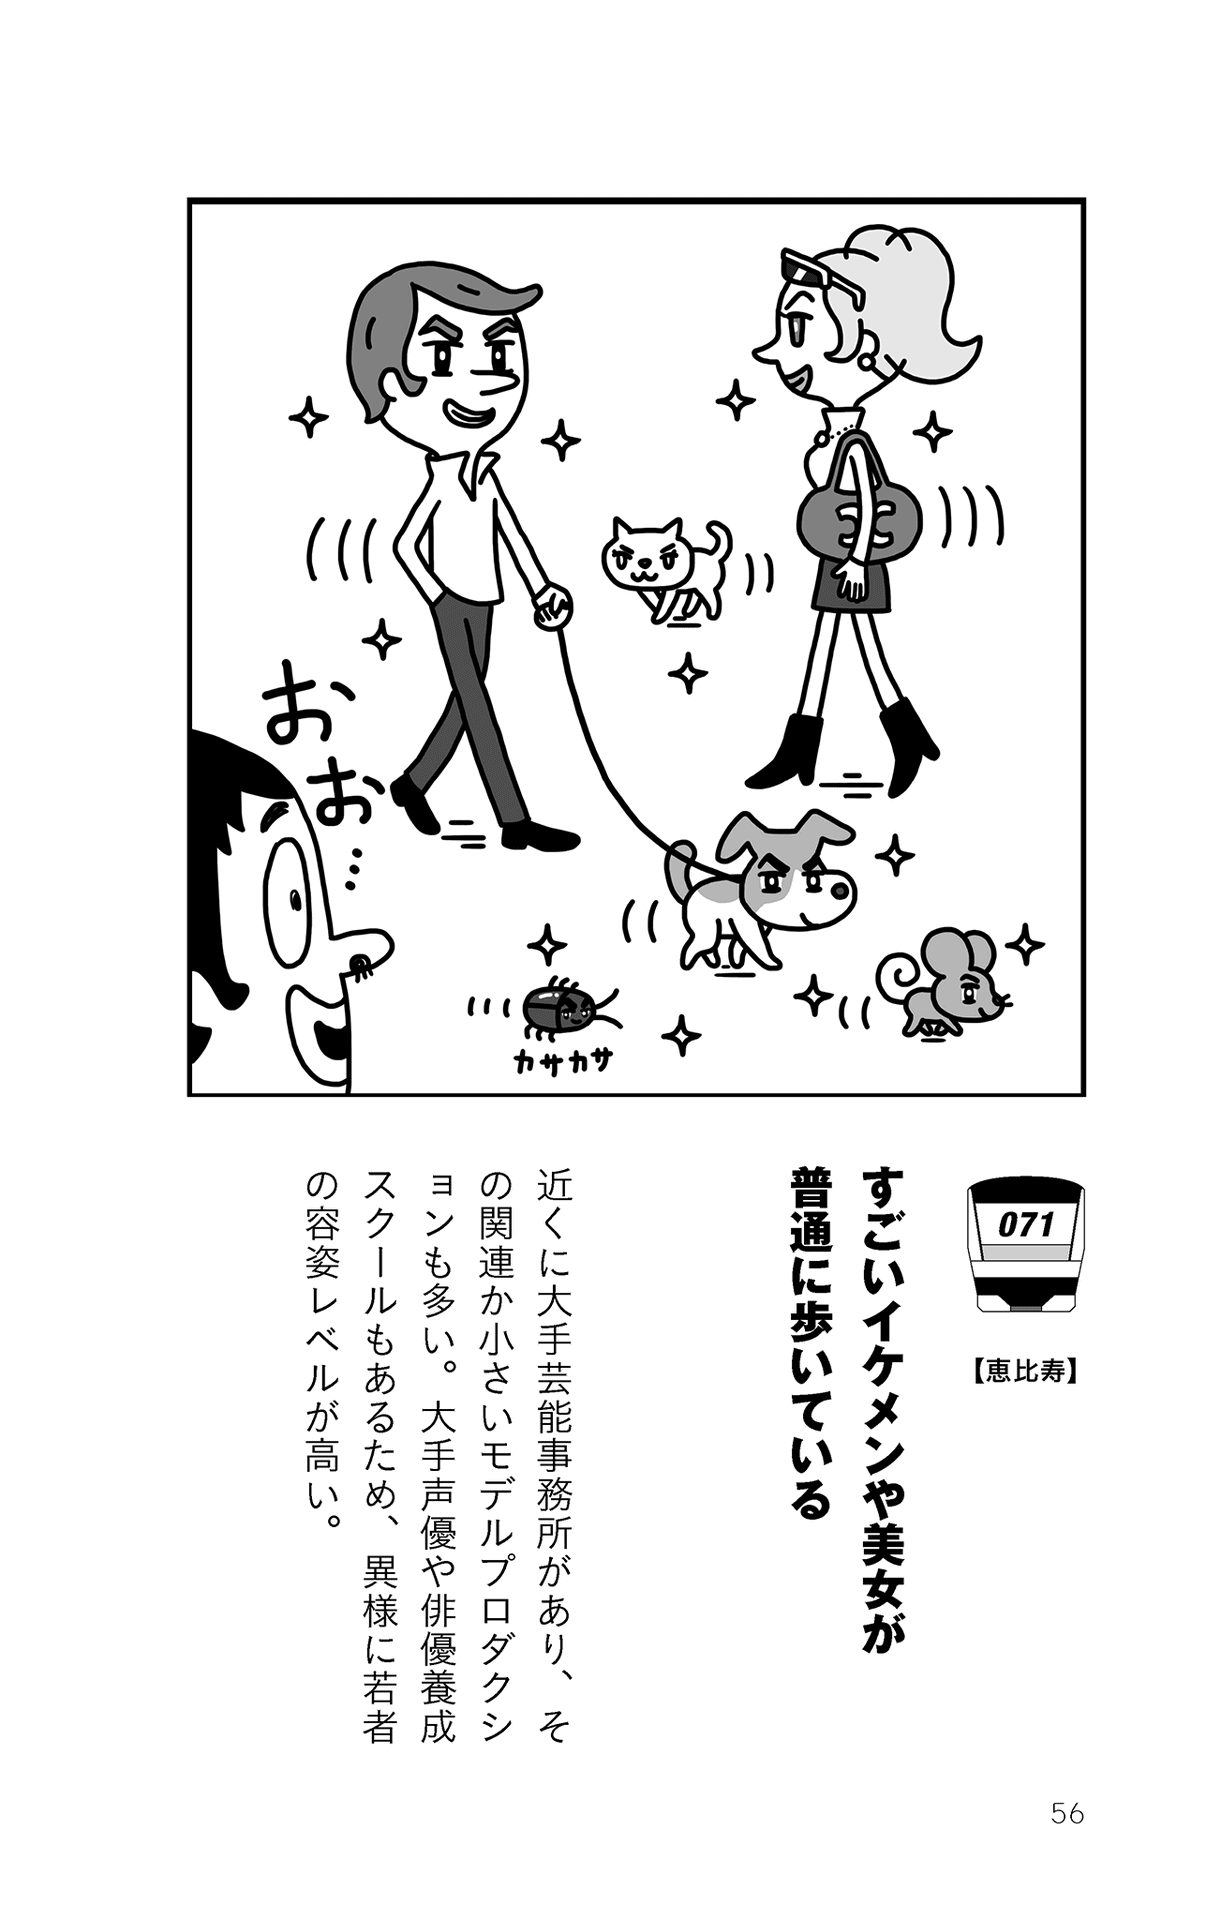 おお…
カサカサ
071
【恵比寿】
すごいイケメンや美女が
普通に歩いている
近くに大手芸能事務所があり、そ
の関連か小さいモデルプロダクシ
ョンも多い。大手声優や俳優養成
スクールもあるため、異様に若者
の容姿レベルが高い。
56